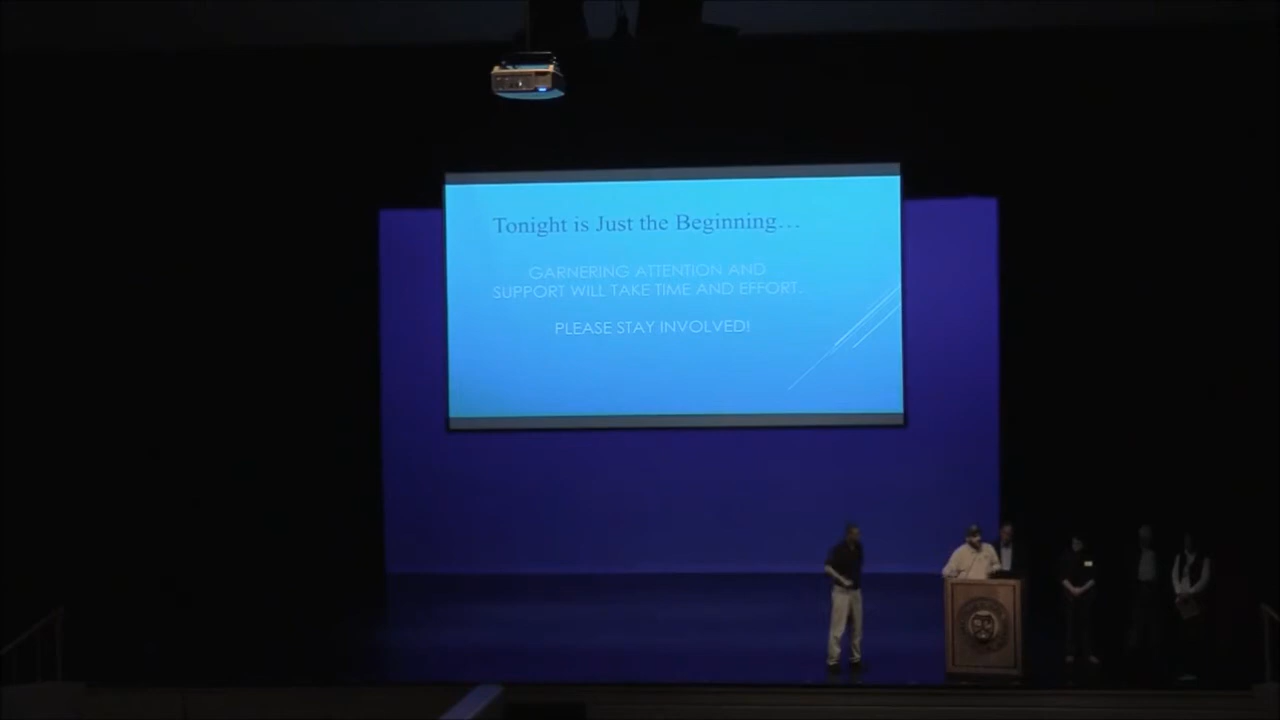 Tonight is Just the Beginning…
GARNERING ATTENTION AND
SUPPORT WILL TAKE TIME AND EFFORT.
PLEASE STAY INVOLVED!